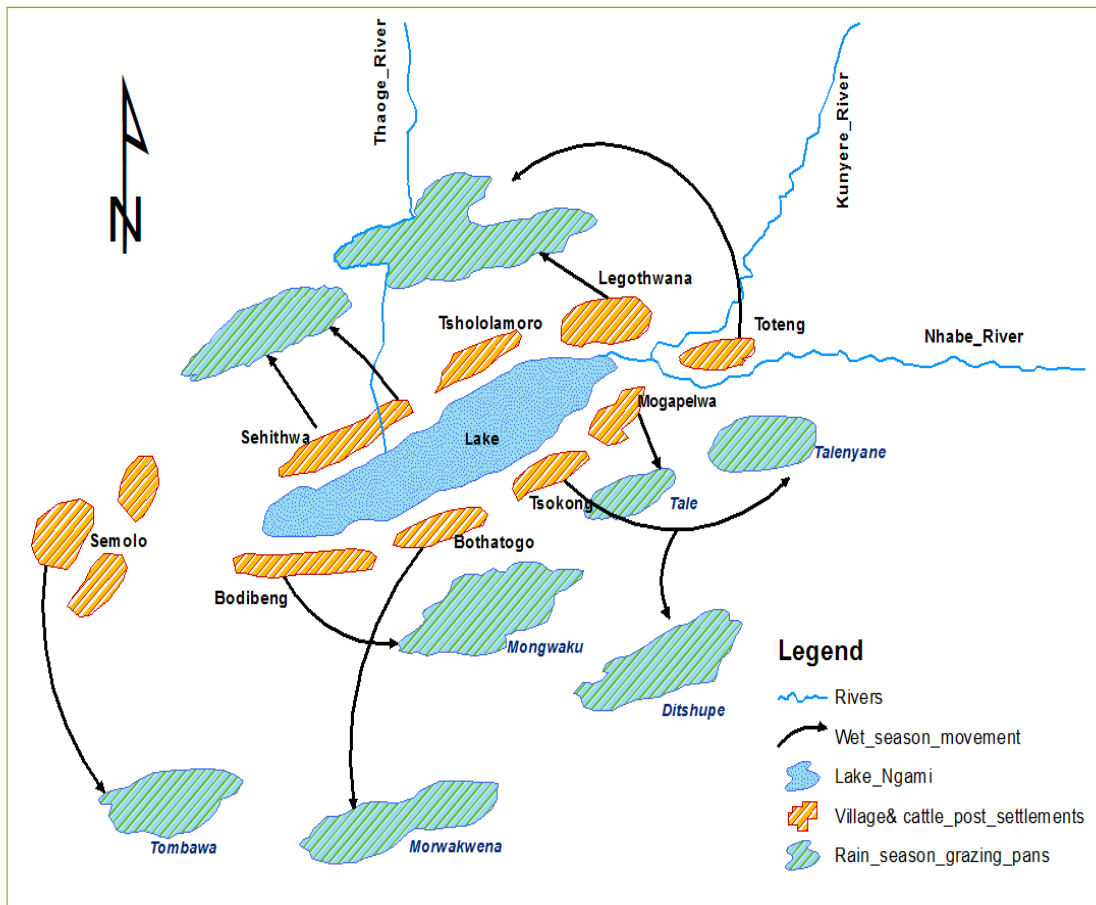 Thaoge_River
Kunyere_River
N
Legothwana
Tshololamoro
Toteng
Nhabe_River
Mogapelwa
Sehithwa
Lake
Talenyane
Tsokong
Tale
Semolo
Bothatogo
Bodibeng
Mongwaku
Ditshupe
Tombawa
Morwakwena
Legend
Rivers
Wet_season_movement
Lake_Ngami
Village& cattle_post_settlements
Rain_season_grazing_pans